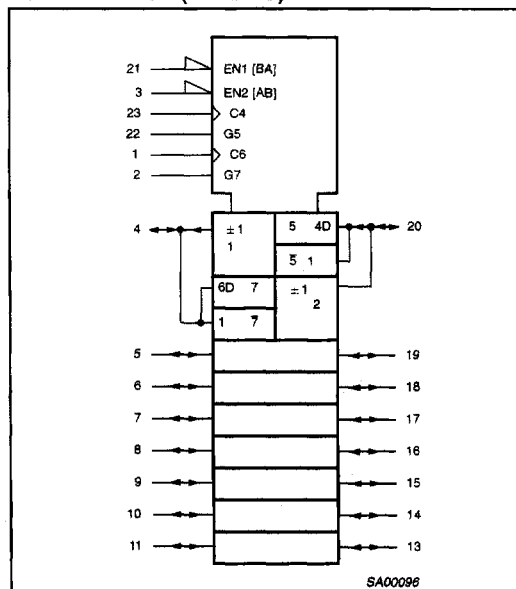 21 EN1 [BA]
3 EN2 [AB]
23 C4
22 G5
1 C6
2 G7
4 ± 1 5 4D 20
1 5̅ 1
6D 7 ± 1
1 7̅ 2
5 19
6 18
7 17
8 16
9 15
10 14
11 13
SA00096